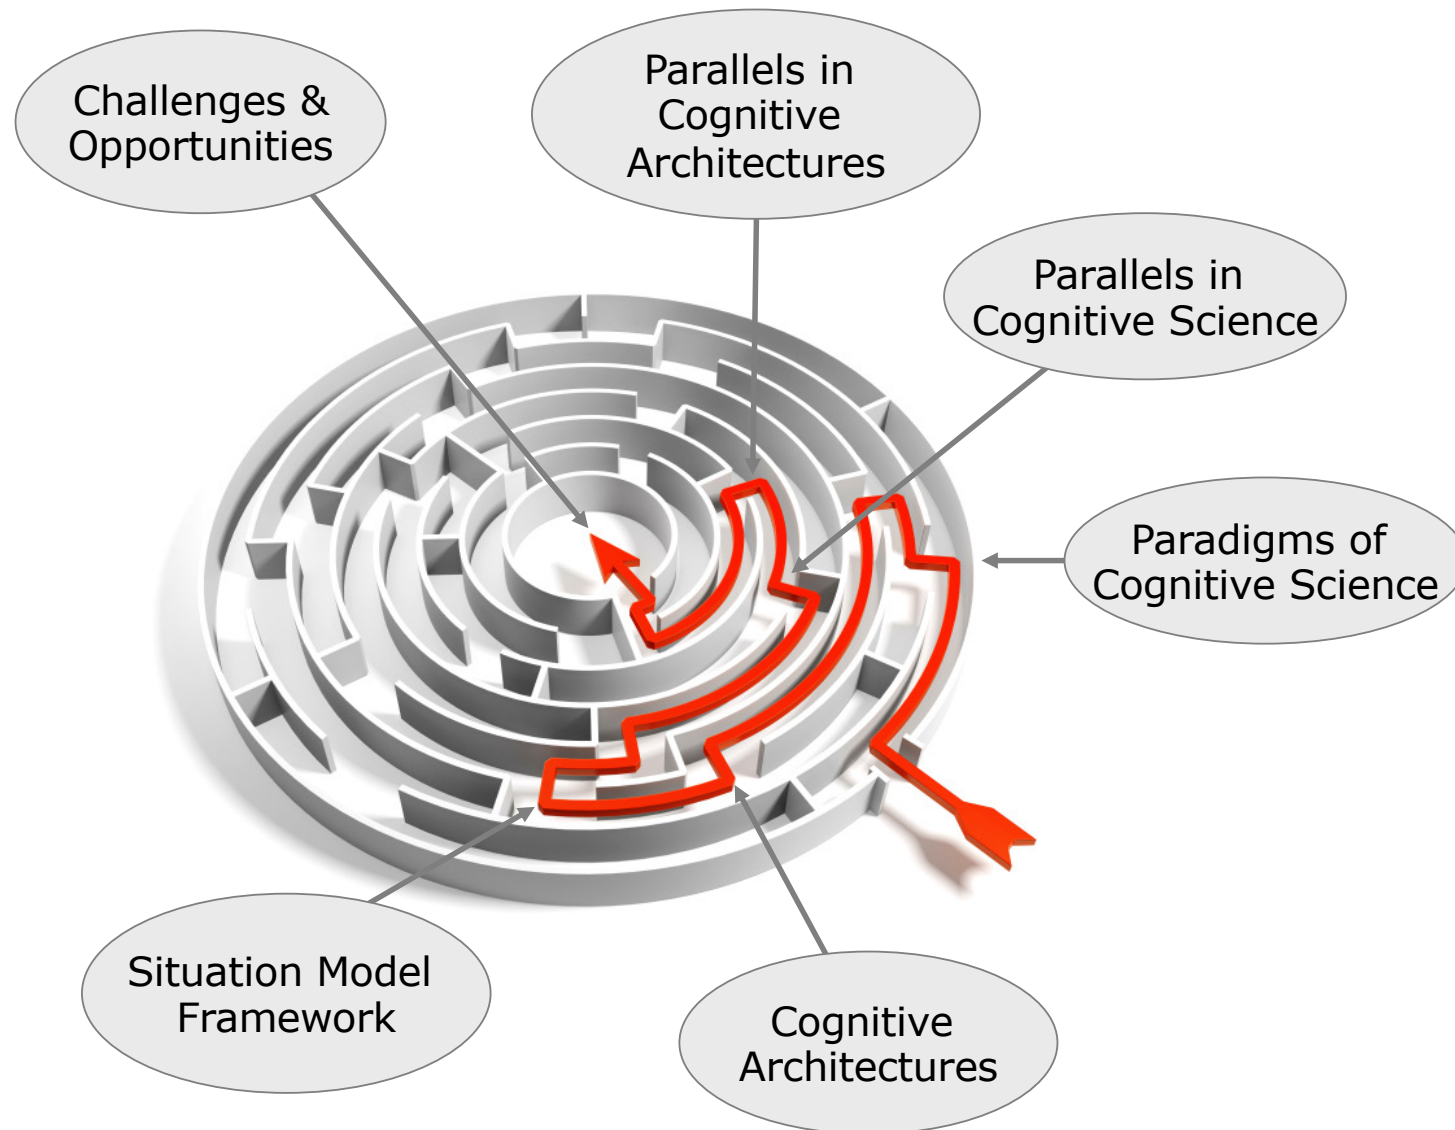 Challenges &
Opportunities
Parallels in
Cognitive
Architectures
Parallels in
Cognitive Science
Paradigms of
Cognitive Science
Situation Model
Framework
Cognitive
Architectures